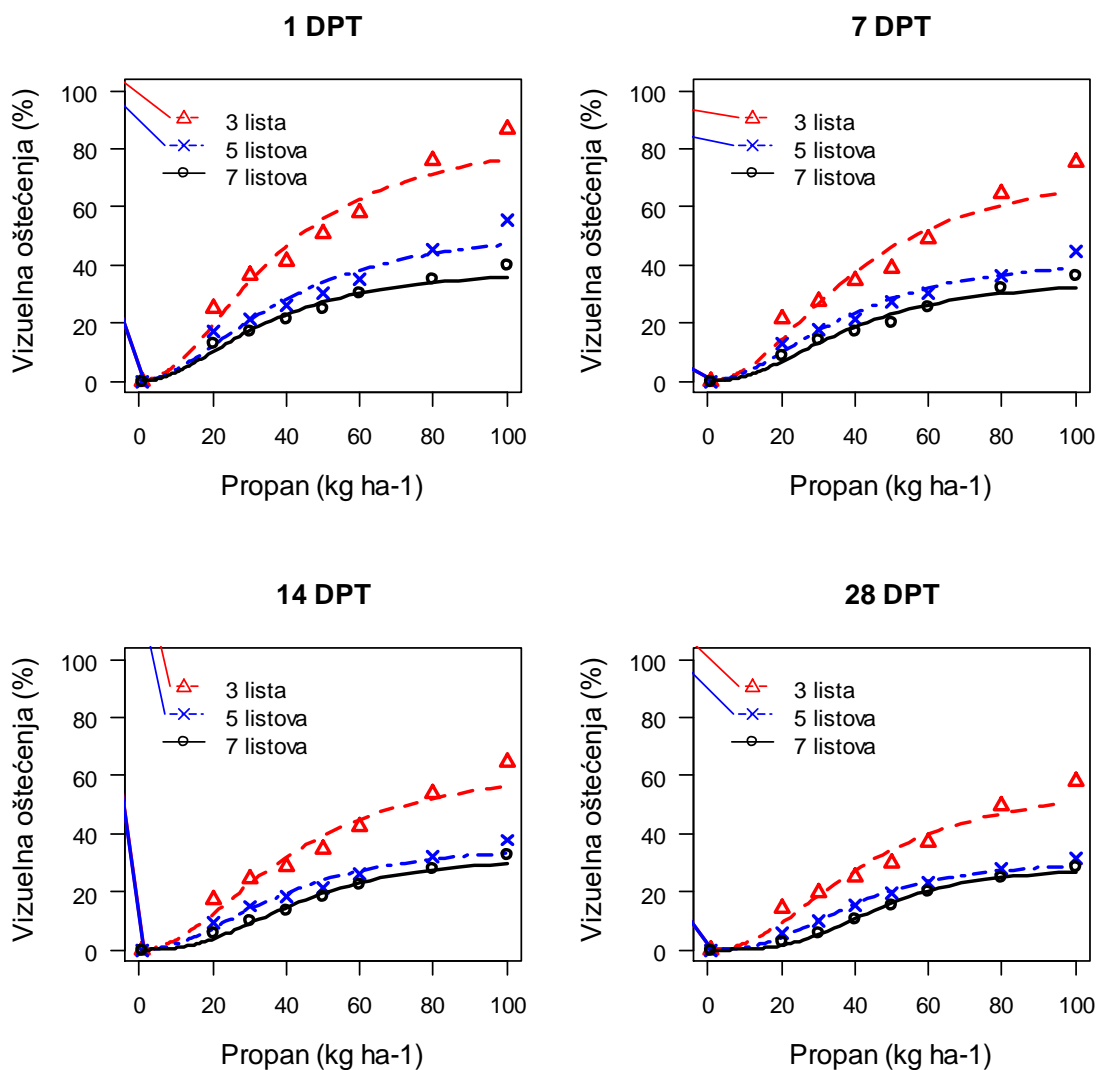 1 DPT
Vizuelna oštećenja (%)
100
80
60
40
20
0
3 lista
5 listova
7 listova
0 20 40 60 80 100
Propan (kg ha-1)
7 DPT
Vizuelna oštećenja (%)
100
80
60
40
20
0
3 lista
5 listova
7 listova
0 20 40 60 80 100
Propan (kg ha-1)
14 DPT
Vizuelna oštećenja (%)
100
80
60
40
20
0
3 lista
5 listova
7 listova
0 20 40 60 80 100
Propan (kg ha-1)
28 DPT
Vizuelna oštećenja (%)
100
80
60
40
20
0
3 lista
5 listova
7 listova
0 20 40 60 80 100
Propan (kg ha-1)